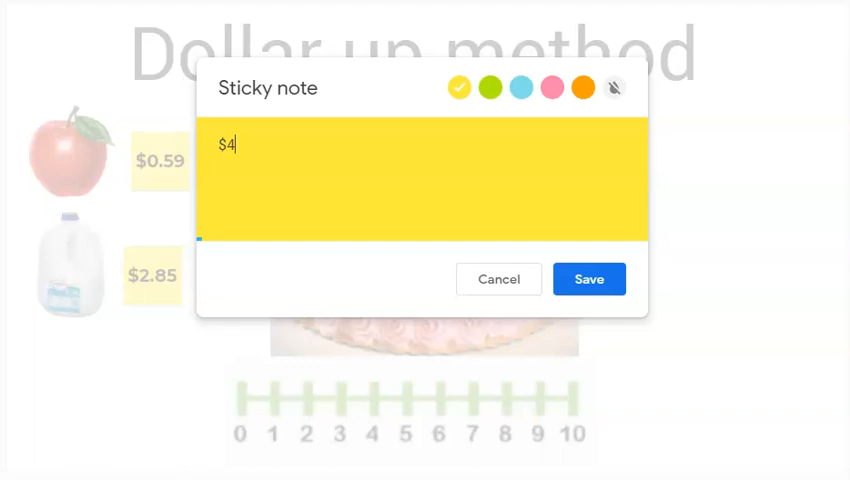 Dollar up method
Sticky note
$4
$0.59
$2.85
Cancel
Save
0 1 2 3 4 5 6 7 8 9 10